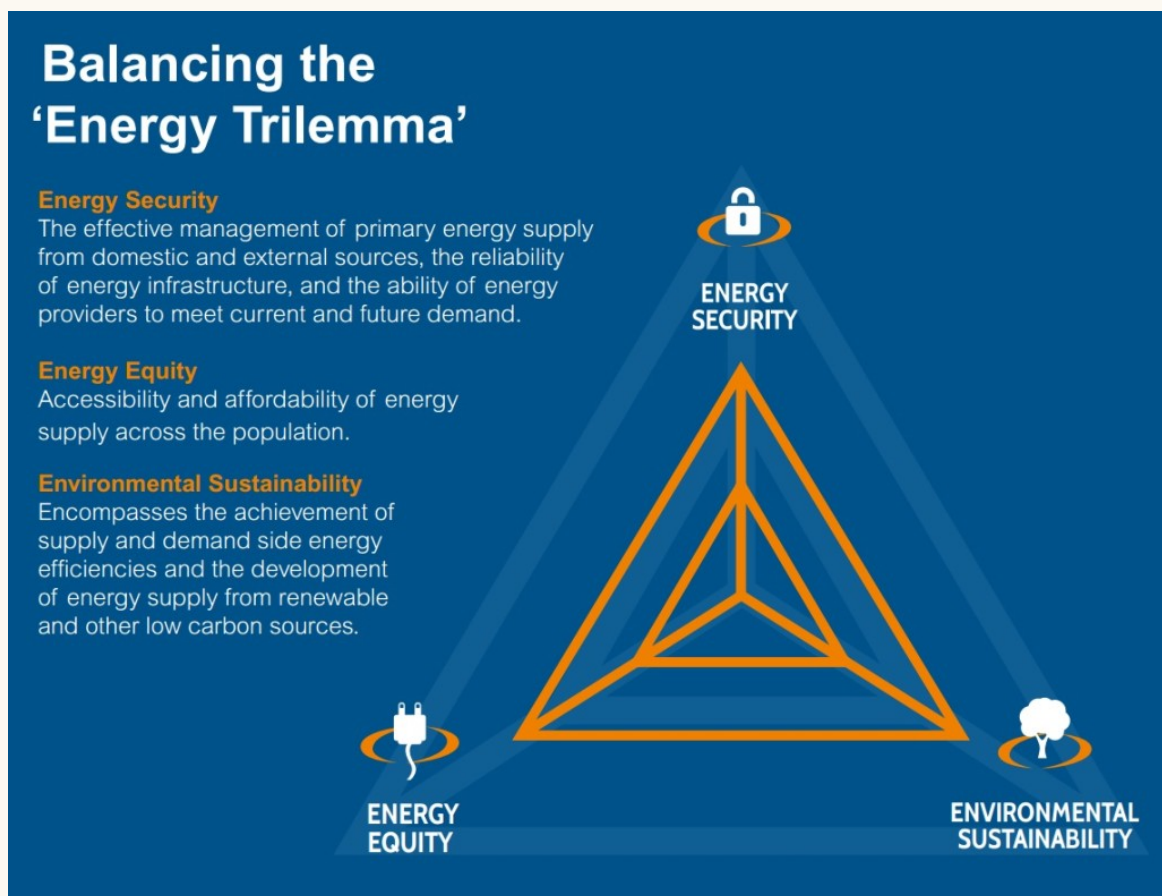 Balancing the
‘Energy Trilemma’
Energy Security
The effective management of primary energy supply
from domestic and external sources, the reliability
of energy infrastructure, and the ability of energy
providers to meet current and future demand.
Energy Equity
Accessibility and affordability of energy
supply across the population.
Environmental Sustainability
Encompasses the achievement of
supply and demand side energy
efficiencies and the development
of energy supply from renewable
and other low carbon sources.
ENERGY
SECURITY
ENERGY
EQUITY
ENVIRONMENTAL
SUSTAINABILITY